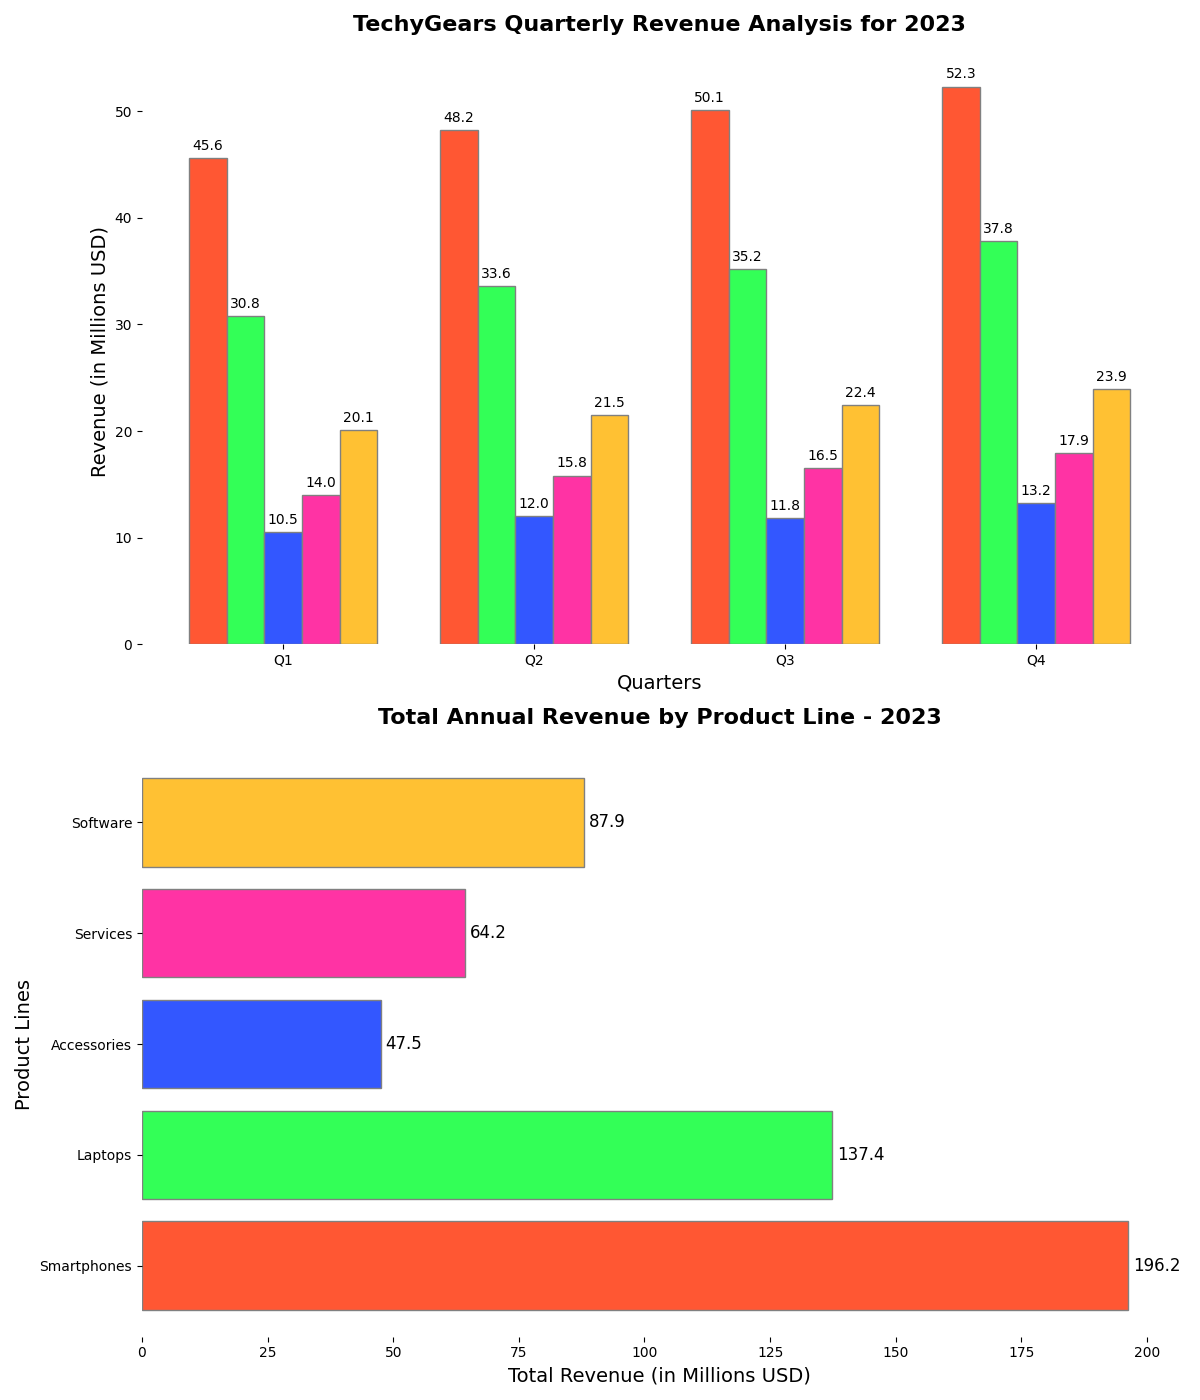 TechyGears Quarterly Revenue Analysis for 2023
Revenue (in Millions USD)
50
40
30
20
10
0
45.6
30.8
10.5
14.0
20.1
48.2
33.6
12.0
15.8
21.5
50.1
35.2
11.8
16.5
22.4
52.3
37.8
13.2
17.9
23.9
Q1 Q2 Q3 Q4
Quarters
Total Annual Revenue by Product Line - 2023
Product Lines
Software 87.9
Services 64.2
Accessories 47.5
Laptops 137.4
Smartphones 196.2
0 25 50 75 100 125 150 175 200
Total Revenue (in Millions USD)